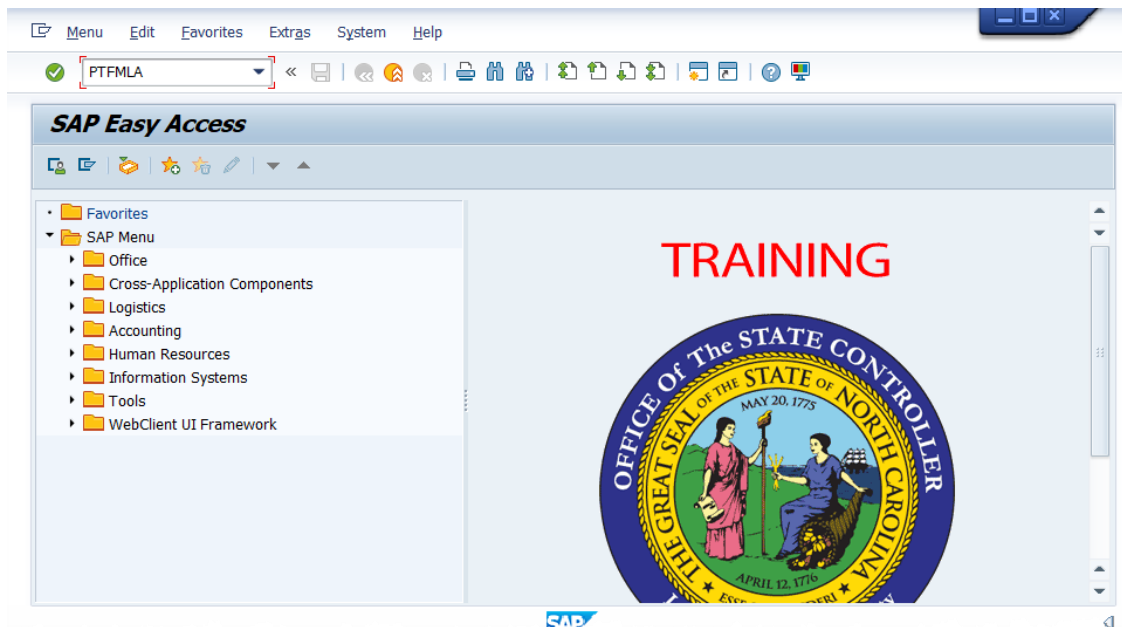 Menu Edit Favorites Extras System Help
PTFMLA
SAP Easy Access
Favorites
SAP Menu
Office
Cross-Application Components
Logistics
Accounting
Human Resources
Information Systems
Tools
WebClient UI Framework
TRAINING
OFFICE Of The STATE CONTROLLER
THE GREAT SEAL OF THE STATE OF NORTH CAROLINA
MAY 20, 1775
APRIL 12, 1776
SAP